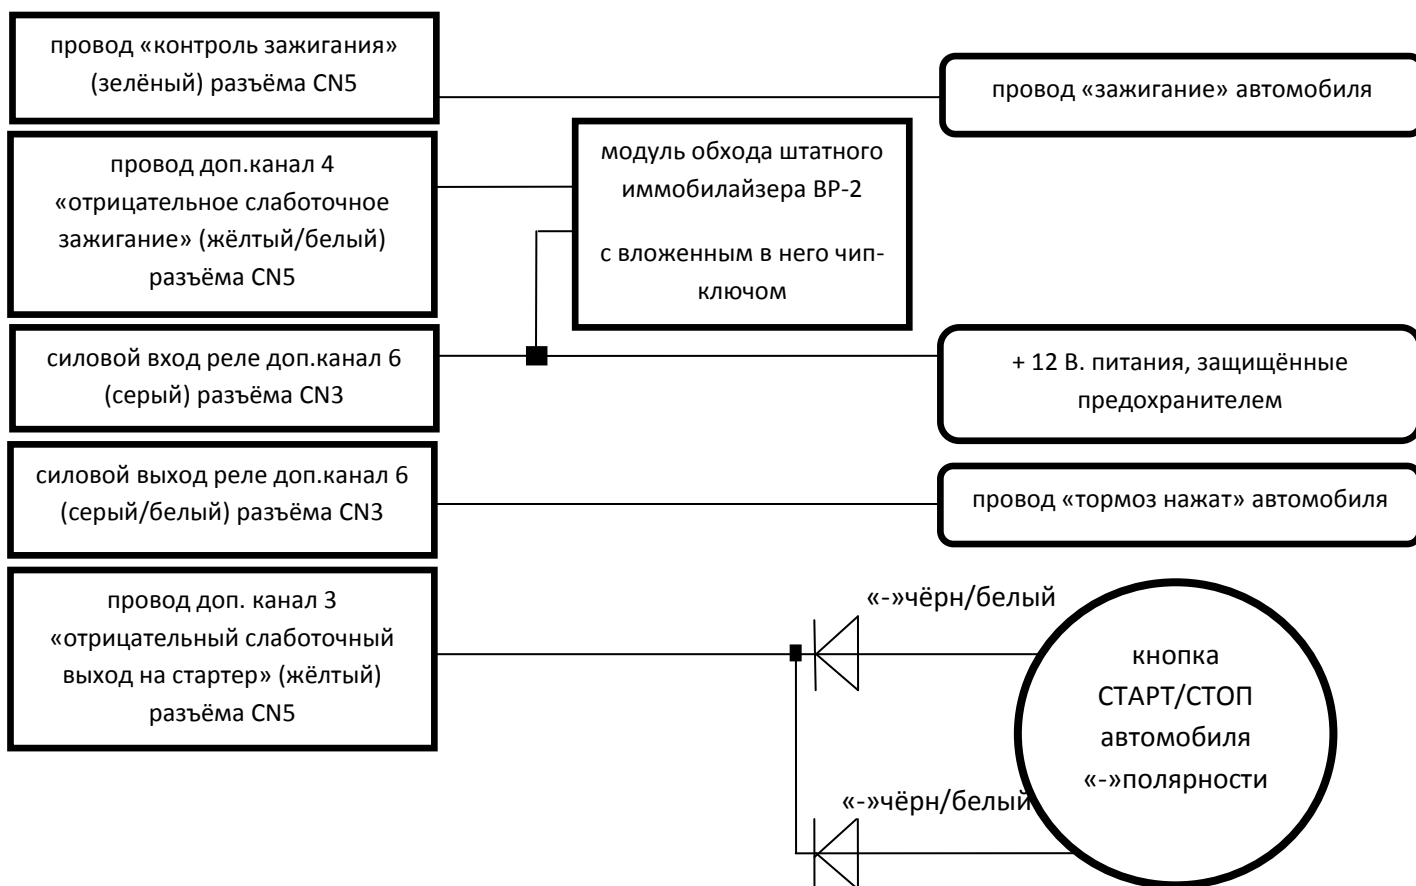 провод «контроль зажигания»
(зелёный) разъёма CN5
провод «зажигание» автомобиля
провод доп.канал 4
«отрицательное слаботочное
зажигание» (жёлтый/белый)
разъёма CN5
модуль обхода штатного
иммобилайзера BP-2
с вложенным в него чип-
ключом
силовой вход реле доп.канал 6
(серый) разъёма CN3
+ 12 В. питания, защищённые
предохранителем
силовой выход реле доп.канал 6
(серый/белый) разъёма CN3
провод «тормоз нажат» автомобиля
провод доп. канал 3
«отрицательный слаботочный
выход на стартер» (жёлтый)
разъёма CN5
«-»чёрн/белый
«-»чёрн/белый
кнопка
СТАРТ/СТОП
автомобиля
«-»полярности